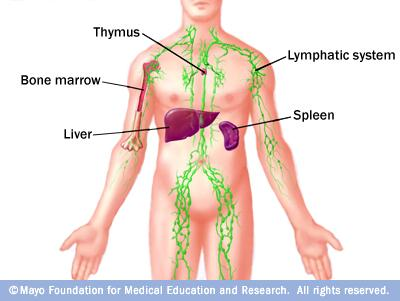 Thymus
Lymphatic system
Bone marrow
Spleen
Liver
© Mayo Foundation for Medical Education and Research. All rights reserved.